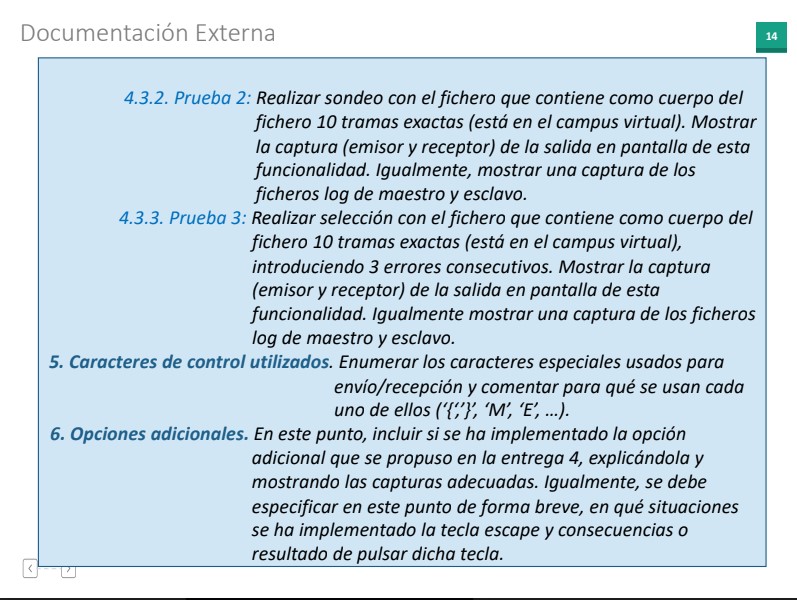 Documentación Externa
14
4.3.2. Prueba 2: Realizar sondeo con el fichero que contiene como cuerpo del
fichero 10 tramas exactas (está en el campus virtual). Mostrar
la captura (emisor y receptor) de la salida en pantalla de esta
funcionalidad. Igualmente, mostrar una captura de los
ficheros log de maestro y esclavo.
4.3.3. Prueba 3: Realizar selección con el fichero que contiene como cuerpo del
fichero 10 tramas exactas (está en el campus virtual),
introduciendo 3 errores consecutivos. Mostrar la captura
(emisor y receptor) de la salida en pantalla de esta
funcionalidad. Igualmente mostrar una captura de los ficheros
log de maestro y esclavo.
5. Caracteres de control utilizados. Enumerar los caracteres especiales usados para
envío/recepción y comentar para qué se usan cada
uno de ellos (‘{‘,’}’, ‘M’, ‘E’, …).
6. Opciones adicionales. En este punto, incluir si se ha implementado la opción
adicional que se propuso en la entrega 4, explicándola y
mostrando las capturas adecuadas. Igualmente, se debe
especificar en este punto de forma breve, en qué situaciones
se ha implementado la tecla escape y consecuencias o
resultado de pulsar dicha tecla.